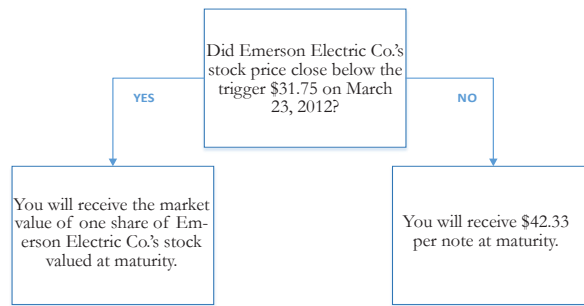 Did Emerson Electric Co.'s
stock price close below the
trigger $31.75 on March
23, 2012?
YES
NO
You will receive the market
value of one share of Em-
erson Electric Co.'s stock
valued at maturity.
You will receive $42.33
per note at maturity.